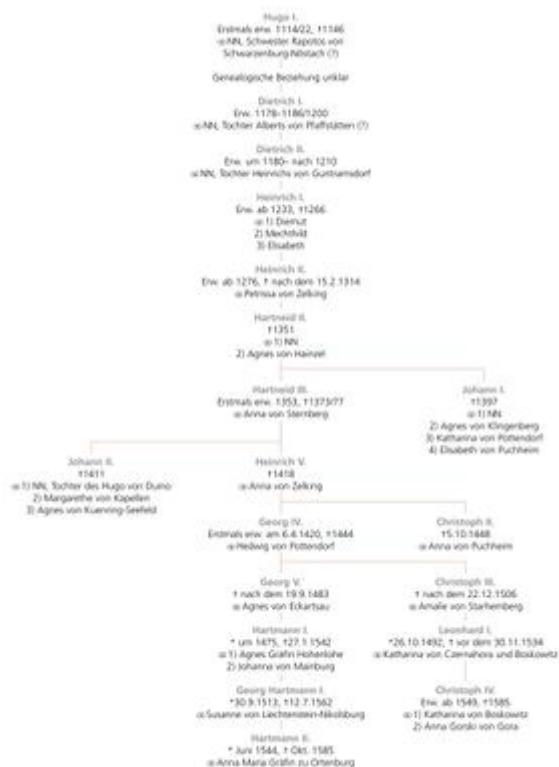 Hugo I.
Erstmals erw. 1114/22, †1146
⚭ NN, Schwester Rapotos von
Schwarzenburg-Nöstach (?)
Genealogische Beziehung unklar
Dietrich I.
Erw. 1178–1186/1200
⚭ NN, Tochter Alberts von Pfaffstätten (?)
Dietrich II.
Erw. um 1180– nach 1210
⚭ NN, Tochter Heinrichs von Guntramsdorf
Heinrich I.
Erw. ab 1233, †1266
⚭ 1) Diemut
2) Mechthild
3) Elisabeth
Heinrich II.
Erw. ab 1276, † nach dem 15.2.1314
⚭ Petrissa von Zelking
Hartneid II.
†1351
⚭ 1) NN
2) Agnes von Hainzel
Hartneid III.
Erstmals erw. 1353, †1373/77
⚭ Anna von Sternberg
Johann I.
†1397
⚭ 1) NN
2) Agnes von Klingenberg
3) Katharina von Pottendorf
4) Elisabeth von Puchheim
Johann II.
†1411
⚭ 1) NN, Tochter des Hugo von Duino
2) Margarethe von Kapellen
3) Agnes von Kuenring-Seefeld
Heinrich V.
†1418
⚭ Anna von Zelking
Georg IV.
Erstmals erw. am 6.4.1420, †1444
⚭ Hedwig von Pottendorf
Christoph II.
†5.10.1448
⚭ Anna von Puchheim
Georg V.
† nach dem 19.9.1483
⚭ Agnes von Eckartsau
Christoph III.
† nach dem 22.12.1506
⚭ Amalie von Starhemberg
Hartmann I.
* um 1475, †27.1.1542
⚭ 1) Agnes Gräfin Hohenlohe
2) Johanna von Mainburg
Leonhard I.
*26.10.1492, † vor dem 30.11.1534
⚭ Katharina von Czernahora und Boskowitz
Georg Hartmann I.
*30.9.1513, †12.7.1562
⚭ Susanne von Liechtenstein-Nikolsburg
Christoph IV.
Erw. ab 1549, †1585
⚭ 1) Katharina von Boskowitz
2) Anna Gorski von Gora
Hartmann II.
* Juni 1544, † Okt. 1585
⚭ Anna Maria Gräfin zu Ortenburg